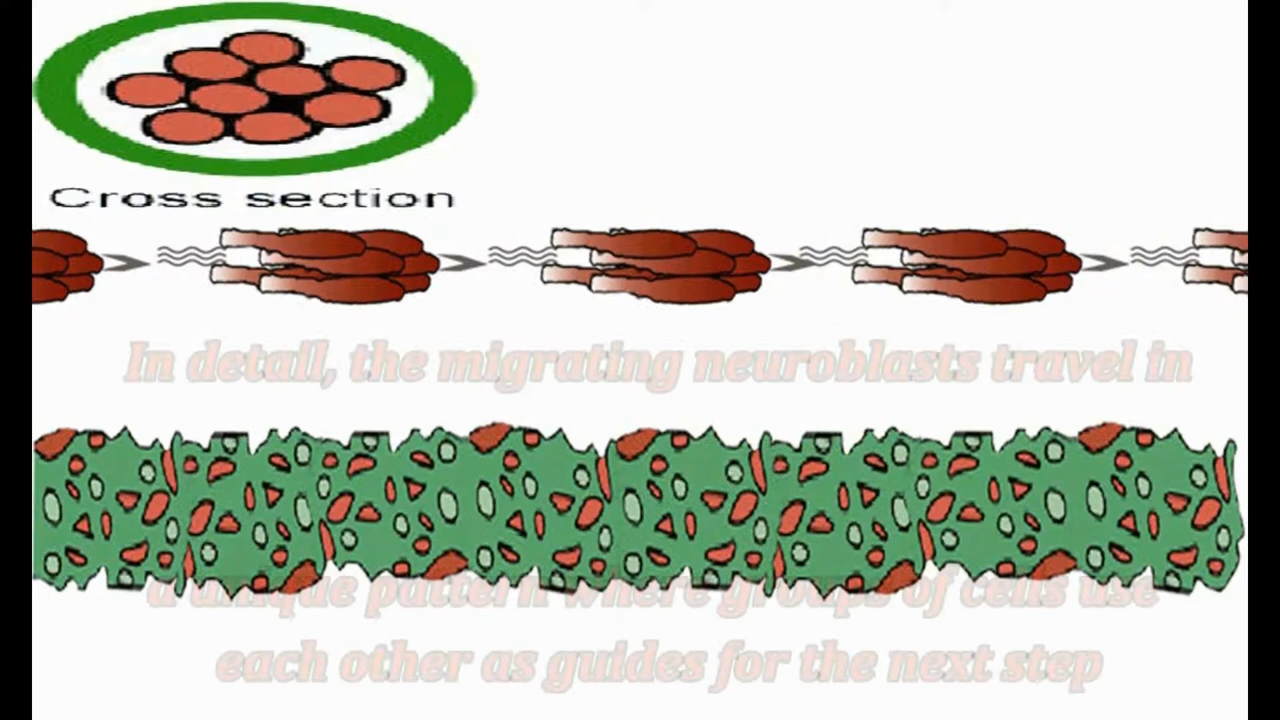 Cross section
In detail, the migrating neuroblasts travel in
a unique pattern where groups of cells use
each other as guides for the next step